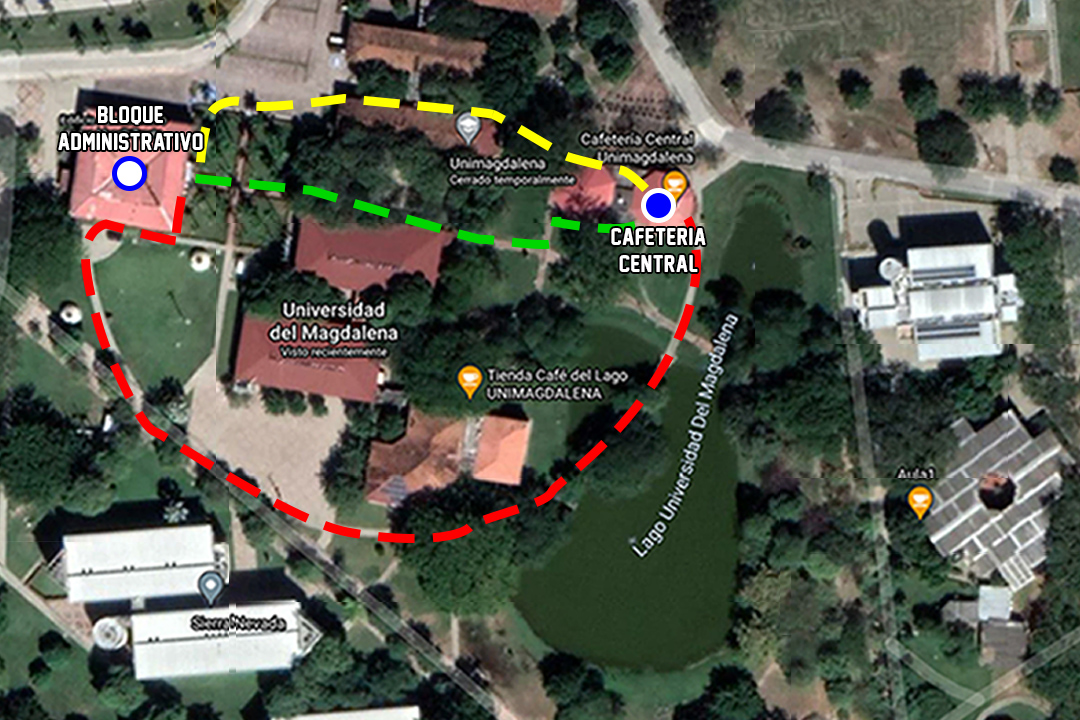 BLOQUE
ADMINISTRATIVO
Cafeteria Central
Unimagdalena
Unimagdalena
Cerrado temporalmente
CAFETERIA
CENTRAL
Universidad
del Magdalena
Visto recientemente
Tienda Café del Lago
UNIMAGDALENA
Lago Universidad Del Magdalena
Aula1
Sierra Nevada